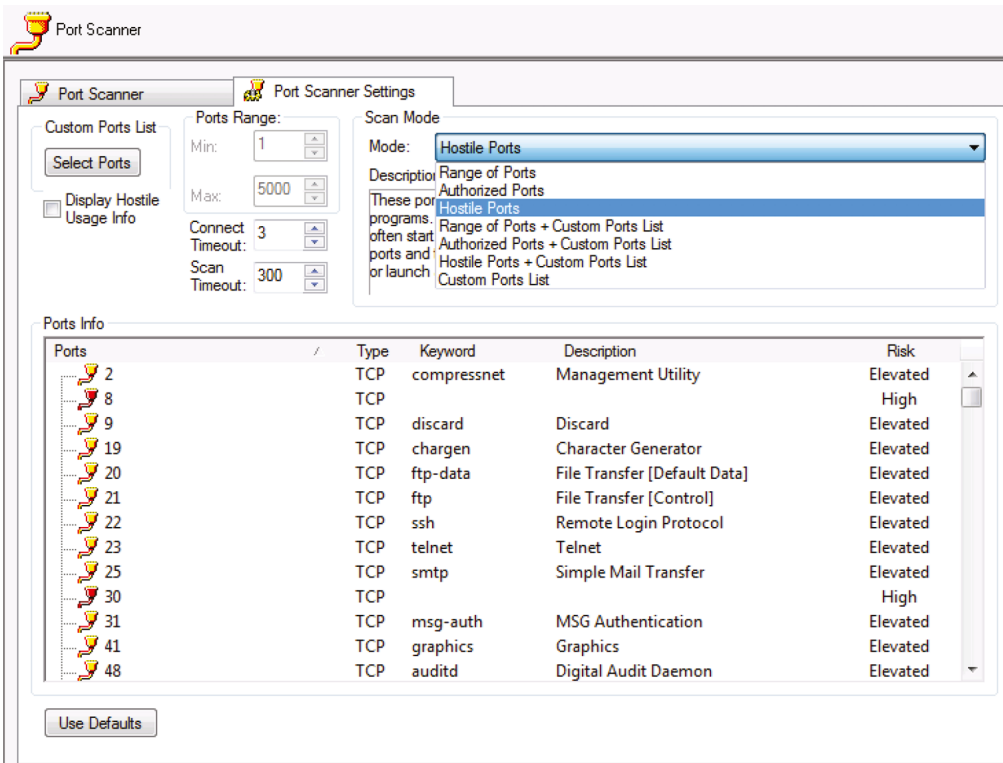 Port Scanner
Port Scanner
Port Scanner Settings
Custom Ports List
Select Ports
Display Hostile
Usage Info
Ports Range:
Min: 1
Max: 5000
Connect
Timeout: 3
Scan
Timeout: 300
Scan Mode
Mode: Hostile Ports
Description
These por
programs.
often start
ports and
or launch
Range of Ports
Authorized Ports
Hostile Ports
Range of Ports + Custom Ports List
Authorized Ports + Custom Ports List
Hostile Ports + Custom Ports List
Custom Ports List
Ports Info
Ports Type Keyword Description Risk
2 TCP compressnet Management Utility Elevated
8 TCP High
9 TCP discard Discard Elevated
19 TCP chargen Character Generator Elevated
20 TCP ftp-data File Transfer [Default Data] Elevated
21 TCP ftp File Transfer [Control] Elevated
22 TCP ssh Remote Login Protocol Elevated
23 TCP telnet Telnet Elevated
25 TCP smtp Simple Mail Transfer Elevated
30 TCP High
31 TCP msg-auth MSG Authentication Elevated
41 TCP graphics Graphics Elevated
48 TCP auditd Digital Audit Daemon Elevated
Use Defaults